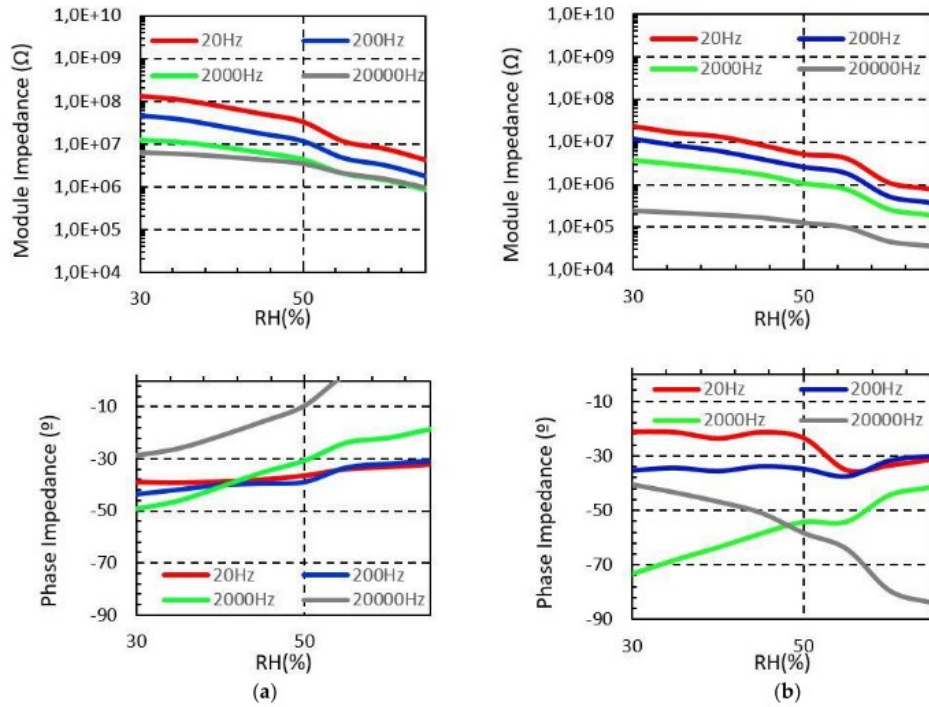 1,0E+10
1,0E+09
1,0E+08
1,0E+07
1,0E+06
1,0E+05
1,0E+04
Module Impedance (Ω)
20Hz 200Hz
2000Hz 20000Hz
30 50
RH(%)
1,0E+10
1,0E+09
1,0E+08
1,0E+07
1,0E+06
1,0E+05
1,0E+04
Module Impedance (Ω)
20Hz 200Hz
2000Hz 20000Hz
30 50
RH(%)
-10
-30
-50
-70
-90
Phase Impedance (º)
20Hz 200Hz
2000Hz 20000Hz
30 50
RH(%)
(a)
-10
-30
-50
-70
-90
Phase Impedance (º)
20Hz 200Hz
2000Hz 20000Hz
30 50
RH(%)
(b)